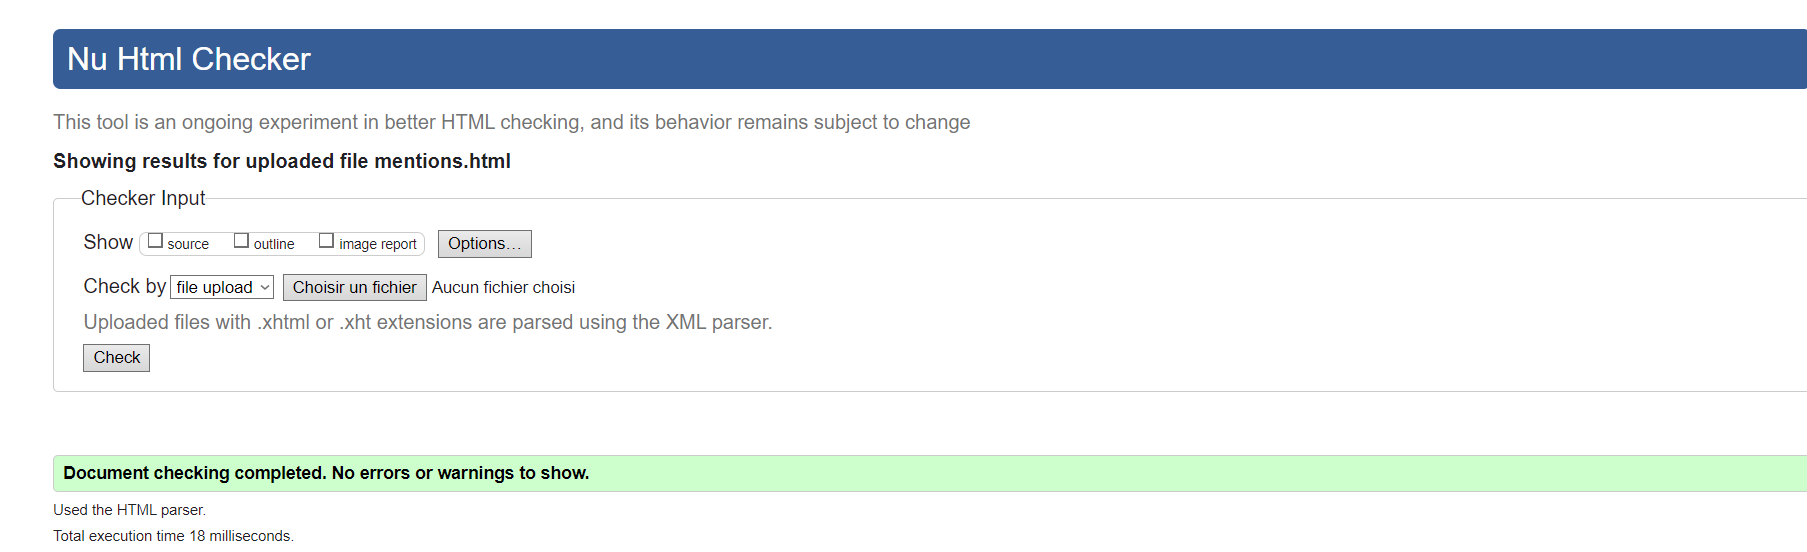 Nu Html Checker
This tool is an ongoing experiment in better HTML checking, and its behavior remains subject to change
Showing results for uploaded file mentions.html
Checker Input
Show source outline image report Options...
Check by file upload Choisir un fichier Aucun fichier choisi
Uploaded files with .xhtml or .xht extensions are parsed using the XML parser.
Check
Document checking completed. No errors or warnings to show.
Used the HTML parser.
Total execution time 18 milliseconds.